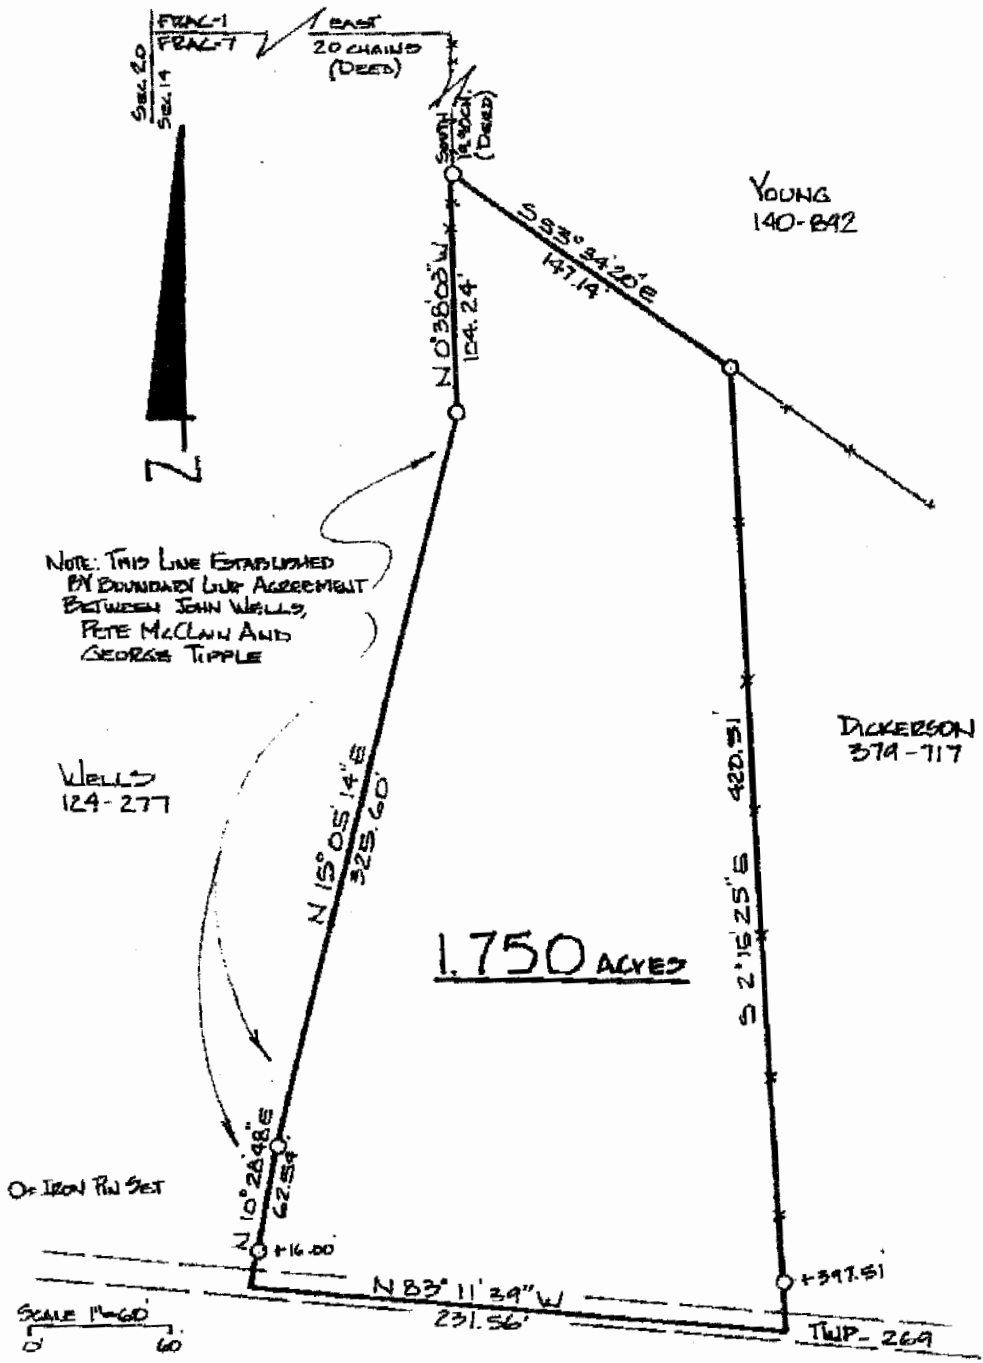 FRAC-1
FRAC-7
SEC. 20
SEC. 19
EAST
20 CHAINS
(DEED)
SOUTH
(DEED)
YOUNG
140-842
S 53° 34' 20" E
147.14'
N 0° 38' 03" W
104.24'
N
NOTE: THIS LINE ESTABLISHED
BY BOUNDARY LINE AGREEMENT
BETWEEN JOHN WELLS,
PETE McCLAIN AND
GEORGE TIPPLE
DICKERSON
379-717
WELLS
124-277
N 15° 05' 14" E
325.60'
420.51'
S 2° 15' 25" E
1.750 ACRES
N 10° 28' 48" E
62.54'
O= IRON PIN SET
+16.00'
+397.51'
N 83° 11' 39" W
231.56'
SCALE 1"=60'
0' 60'
TWP- 269